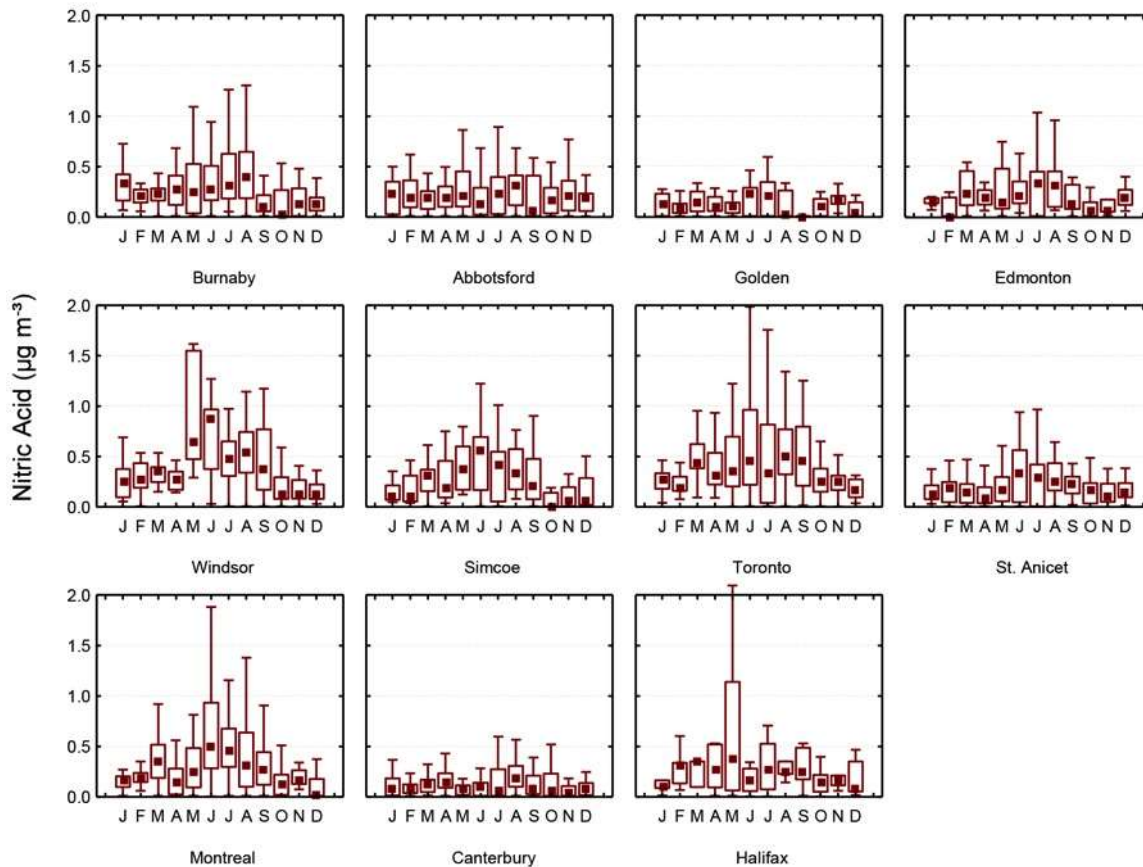 2.0
1.5
1.0
0.5
0.0
J F M A M J J A S O N D
J F M A M J J A S O N D
J F M A M J J A S O N D
J F M A M J J A S O N D
Burnaby
Abbotsford
Golden
Edmonton
Nitric Acid (µg m⁻³)
2.0
1.5
1.0
0.5
0.0
J F M A M J J A S O N D
J F M A M J J A S O N D
J F M A M J J A S O N D
J F M A M J J A S O N D
Windsor
Simcoe
Toronto
St. Anicet
2.0
1.5
1.0
0.5
0.0
J F M A M J J A S O N D
J F M A M J J A S O N D
J F M A M J J A S O N D
Montreal
Canterbury
Halifax